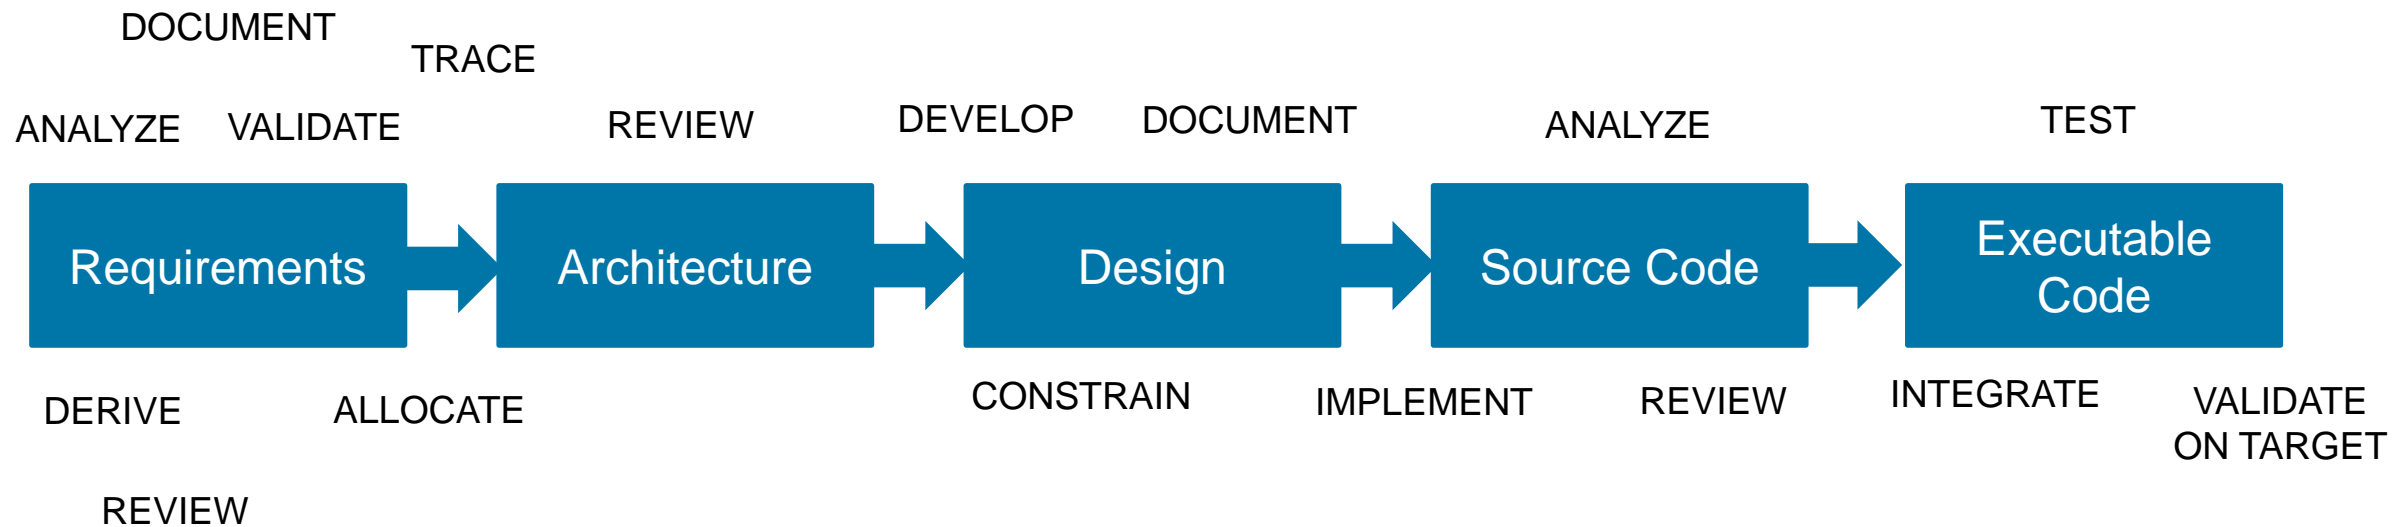 DOCUMENT
TRACE
ANALYZE
VALIDATE
REVIEW
DEVELOP
DOCUMENT
ANALYZE
TEST
Requirements
Architecture
Design
Source Code
Executable
Code
DERIVE
ALLOCATE
CONSTRAIN
IMPLEMENT
REVIEW
INTEGRATE
VALIDATE
ON TARGET
REVIEW